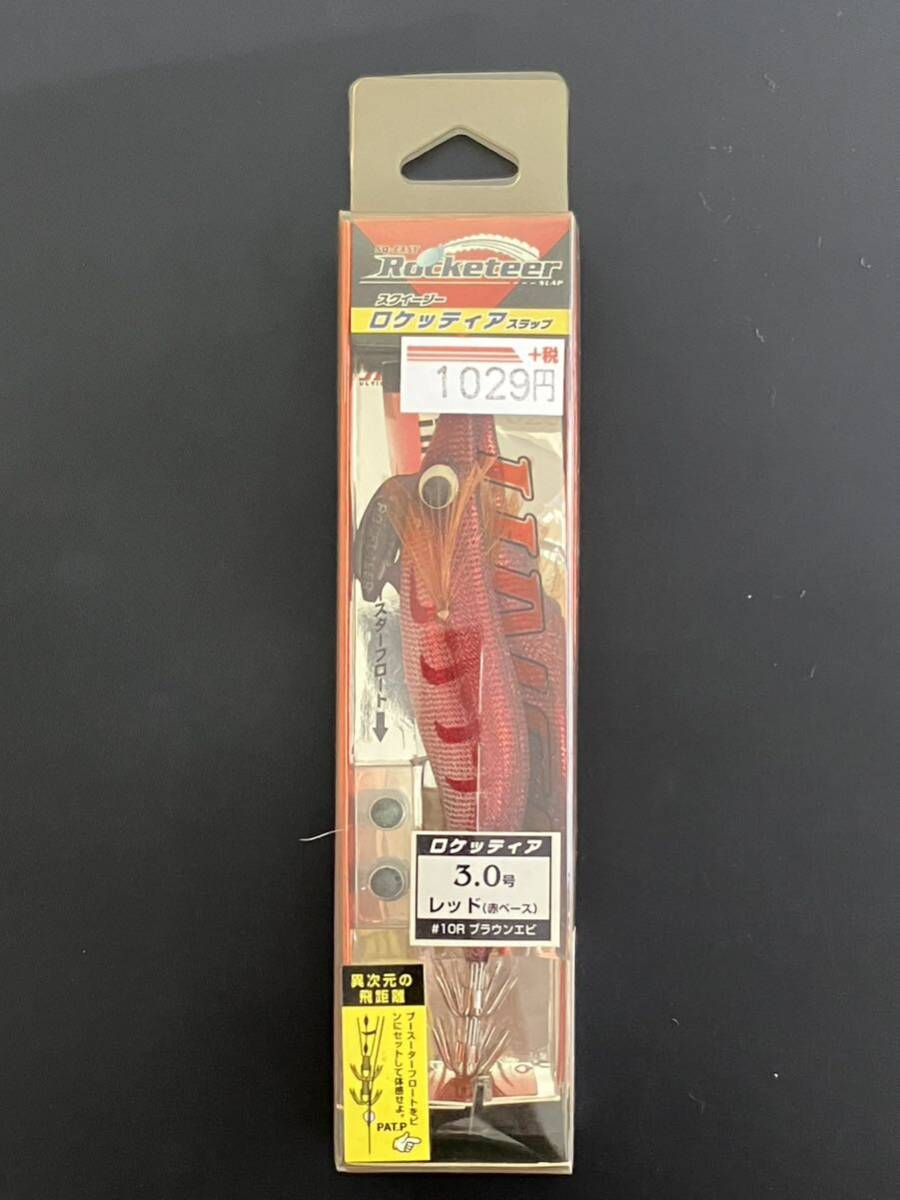 SQ-EASY
Rocketeer
SLAP
スクイージー
ロケッティア スラップ
+税
1029円
スターフロート
ロケッティア
3.0号
レッド(赤ベース)
#10R ブラウンエビ
異次元の
飛距離
ブースーターフロートをピ
ンにセットして体感せよ。
PAT.P